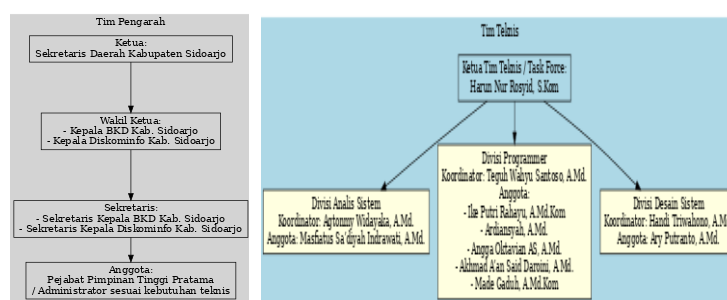 Tim Pengarah
Ketua:
Sekretaris Daerah Kabupaten Sidoarjo
Wakil Ketua:
- Kepala BKD Kab. Sidoarjo
- Kepala Diskominfo Kab. Sidoarjo
Sekretaris:
- Sekretaris Kepala BKD Kab. Sidoarjo
- Sekretaris Kepala Diskominfo Kab. Sidoarjo
Anggota:
Pejabat Pimpinan Tinggi Pratama
/ Administrator sesuai kebutuhan teknis
Tim Teknis
Ketua Tim Teknis / Task Force:
Harun Nur Rosyid, S.Kom
Divisi Analis Sistem
Koordinator: Agtonmy Widayaka, A.Md.
Anggota: Masfiatus Sa'diyah Indrawati, A.Md.
Divisi Programmer
Koordinator: Teguh Wahyu Santoso, A.Md.
Anggota:
- Ike Putri Rahayu, A.Md.Kom
- Ardiansyah, A.Md.
- Angga Oktavian AS, A.Md.
- Akhmad A'an Said Daroini, A.Md.
- Made Gaduh, A.Md.Kom
Divisi Desain Sistem
Koordinator: Handi Triwahono, A.M
Anggota: Ary Putranto, A.Md.